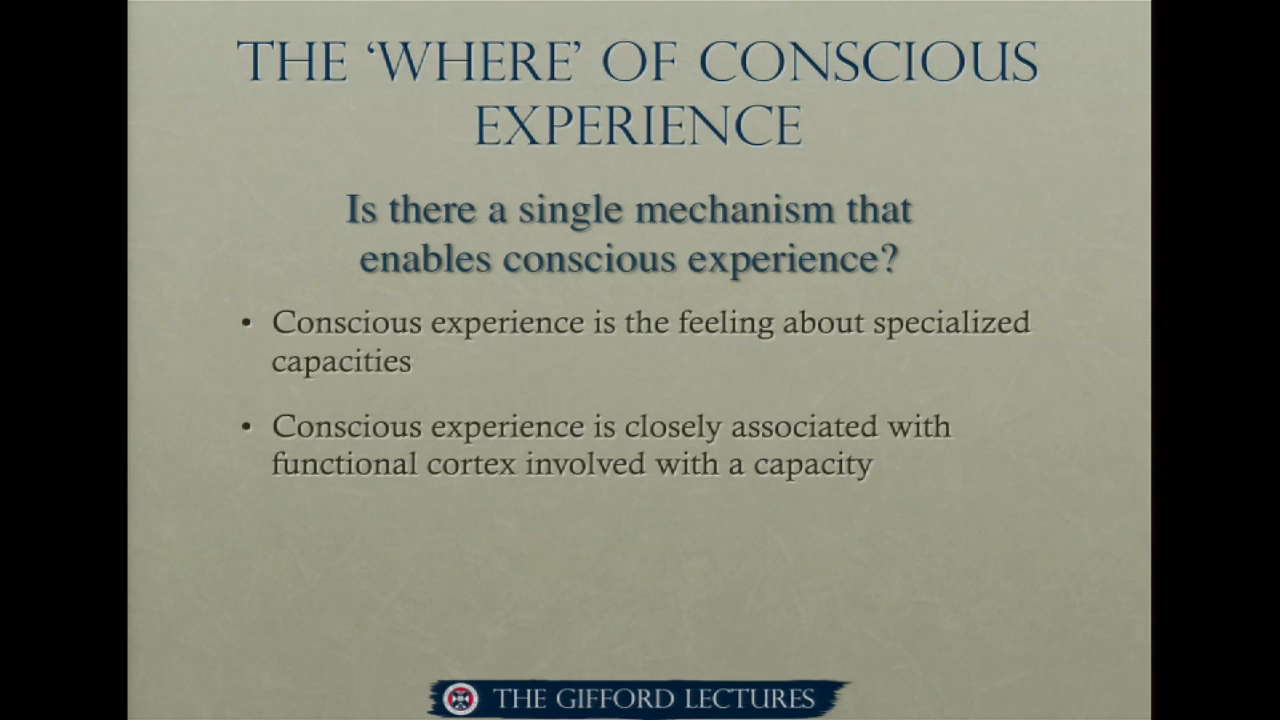 THE ‘WHERE’ OF CONSCIOUS
EXPERIENCE
Is there a single mechanism that
enables conscious experience?
• Conscious experience is the feeling about specialized
capacities
• Conscious experience is closely associated with
functional cortex involved with a capacity
THE GIFFORD LECTURES